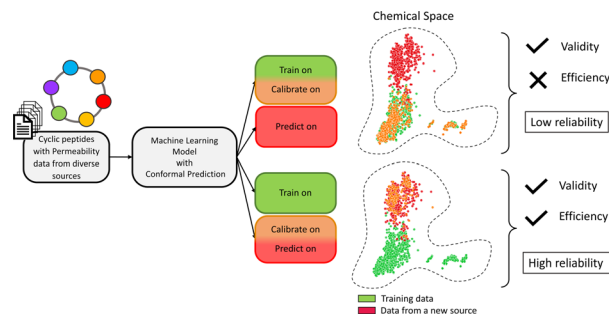 Chemical Space
Train on
Calibrate on
Predict on
Validity
Efficiency
Low reliability
Cyclic peptides
with Permeability
data from diverse
sources
Machine Learning
Model
with
Conformal Prediction
Train on
Calibrate on
Predict on
Validity
Efficiency
High reliability
Training data
Data from a new source